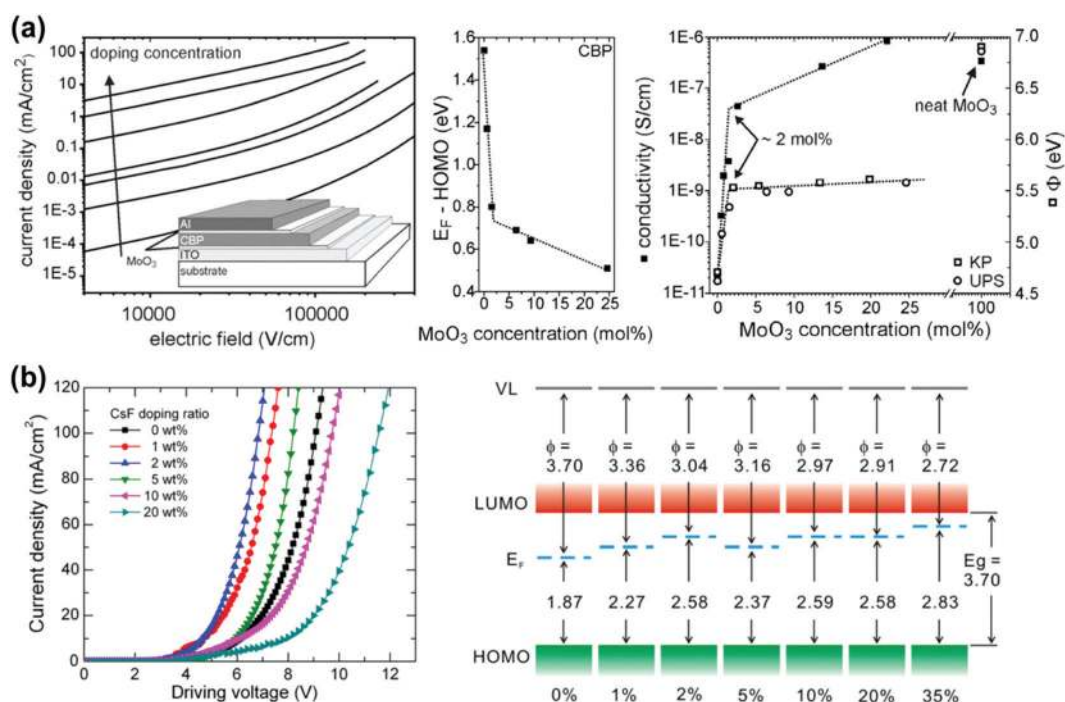 (a)
doping concentration
MoO3
Al
CBP
ITO
substrate
100
10
1
0.1
0.01
1E-3
1E-4
1E-5
current density (mA/cm²)
10000
100000
electric field (V/cm)
CBP
1.6
1.4
1.2
1.0
0.8
0.6
0.4
EF - HOMO (eV)
0
5
10
15
20
25
MoO3 concentration (mol%)
1E-6
1E-7
1E-8
1E-9
1E-10
1E-11
conductivity (S/cm)
~ 2 mol%
neat MoO3
KP
UPS
7.0
6.5
6.0
5.5
5.0
4.5
Φ (eV)
0
5
10
15
20
25
100
MoO3 concentration (mol%)
(b)
CsF doping ratio
0 wt%
1 wt%
2 wt%
5 wt%
10 wt%
20 wt%
120
100
80
60
40
20
0
Current density (mA/cm²)
0
2
4
6
8
10
12
Driving voltage (V)
VL
ϕ = ϕ = ϕ = ϕ = ϕ = ϕ = ϕ =
3.70 3.36 3.04 3.16 2.97 2.91 2.72
LUMO
EF
Eg =
3.70
1.87 2.27 2.58 2.37 2.59 2.58 2.83
HOMO
0% 1% 2% 5% 10% 20% 35%